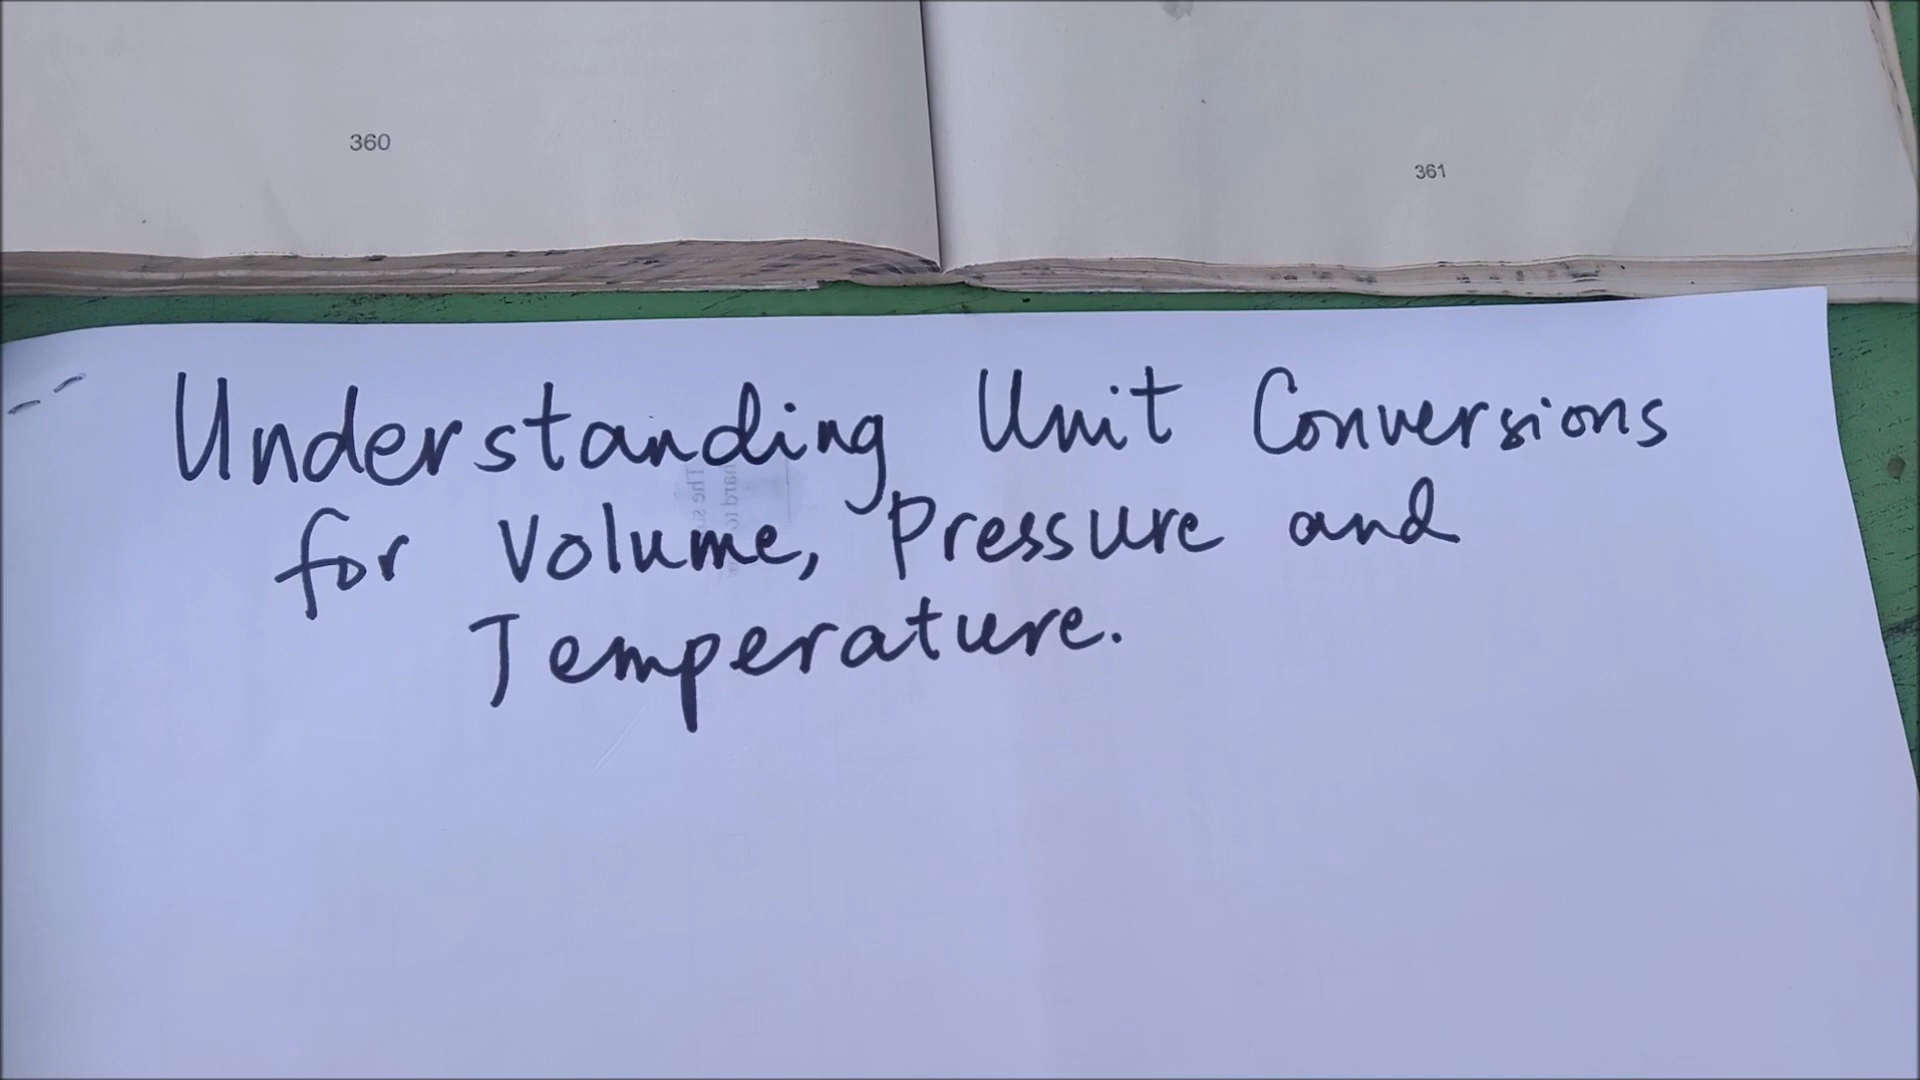 360
361
Understanding Unit Conversions
for Volume, Pressure and
Temperature.